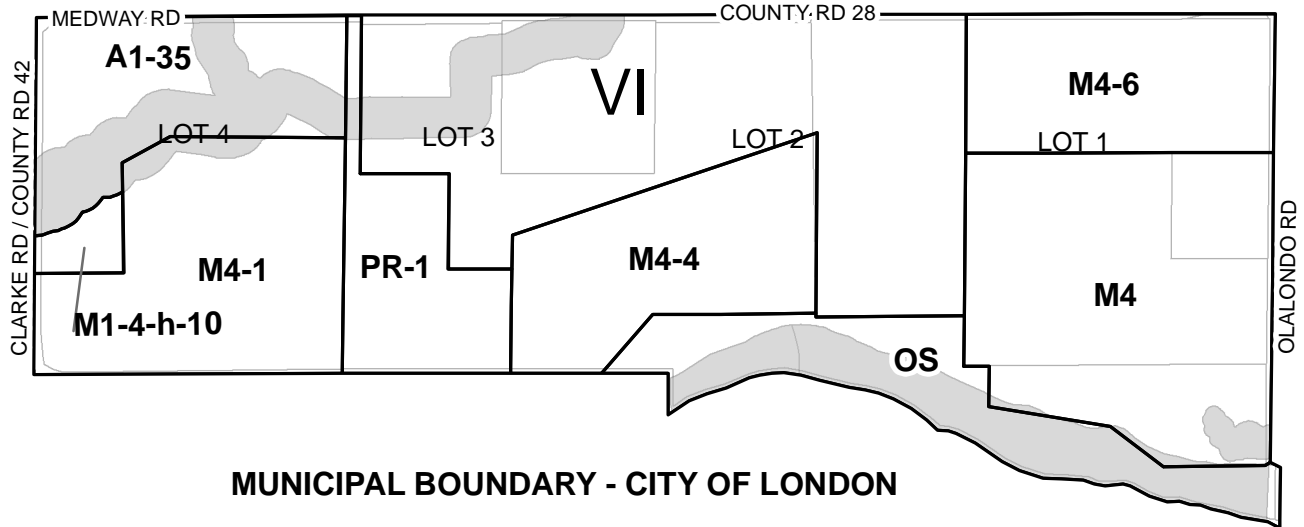 MEDWAY RD
COUNTY RD 28
A1-35
VI
M4-6
LOT 4
LOT 3
LOT 2
LOT 1
CLARKE RD / COUNTY RD 42
OLALONDO RD
M4-1
PR-1
M4-4
M4
M1-4-h-10
OS
MUNICIPAL BOUNDARY - CITY OF LONDON